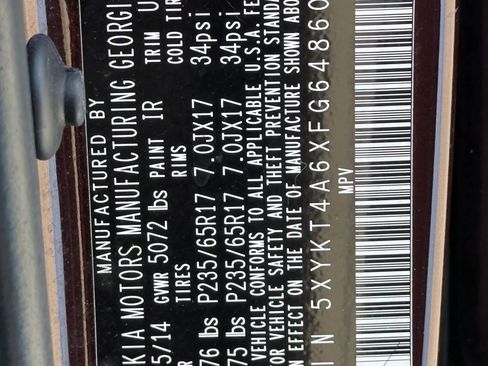 MANUFACTURED BY
KIA MOTORS MANUFACTURING GEORGI
5/14 TRIM U
GVWR 5072 lbs PAINT IR
TIRES RIMS COLD TIR
76 lbs P235/65R17 7.0JX17 34psi
75 lbs P235/65R17 7.0JX17 34psi
VEHICLE CONFORMS TO ALL APPLICABLE U.S.A. FE
OR VEHICLE SAFETY AND THEFT PREVENTION STANDA
N EFFECT ON THE DATE OF MANUFACTURE SHOWN ABO
IN 5XYKT4A6XFG64860
MPV